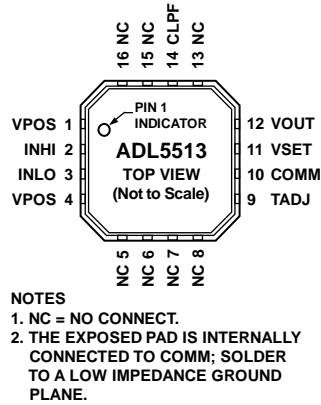 16 NC
15 NC
14 CLPF
13 NC
PIN 1
INDICATOR
VPOS 1
INHI 2
INLO 3
VPOS 4
ADL5513
TOP VIEW
(Not to Scale)
12 VOUT
11 VSET
10 COMM
9 TADJ
NC 5
NC 6
NC 7
NC 8
NOTES
1. NC = NO CONNECT.
2. THE EXPOSED PAD IS INTERNALLY
CONNECTED TO COMM; SOLDER
TO A LOW IMPEDANCE GROUND
PLANE.